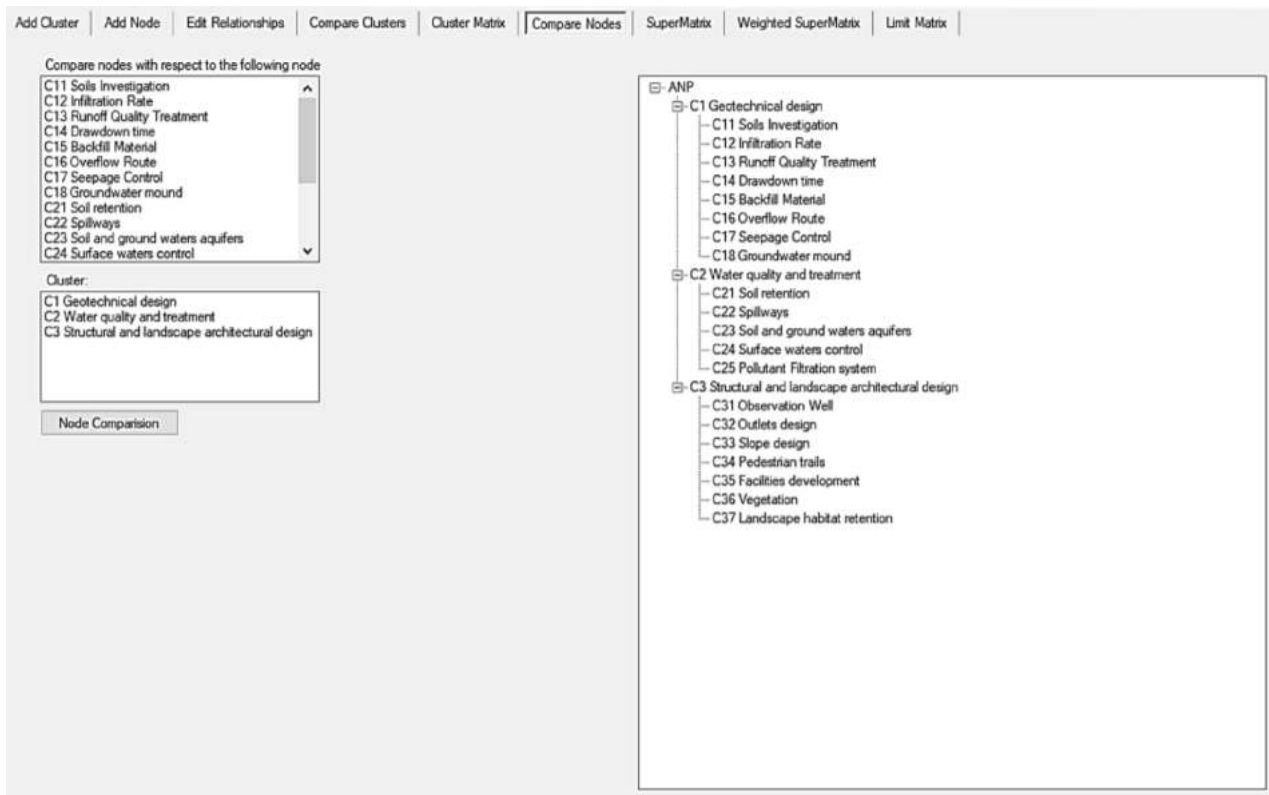 Add Cluster Add Node Edit Relationships Compare Clusters Cluster Matrix Compare Nodes SuperMatrix Weighted SuperMatrix Limit Matrix
Compare nodes with respect to the following node
C11 Soils Investigation
C12 Infiltration Rate
C13 Runoff Quality Treatment
C14 Drawdown time
C15 Backfill Material
C16 Overflow Route
C17 Seepage Control
C18 Groundwater mound
C21 Soil retention
C22 Spillways
C23 Soil and ground waters aquifers
C24 Surface waters control
Cluster:
C1 Geotechnical design
C2 Water quality and treatment
C3 Structural and landscape architectural design
Node Comparision
ANP
C1 Geotechnical design
C11 Soils Investigation
C12 Infiltration Rate
C13 Runoff Quality Treatment
C14 Drawdown time
C15 Backfill Material
C16 Overflow Route
C17 Seepage Control
C18 Groundwater mound
C2 Water quality and treatment
C21 Soil retention
C22 Spillways
C23 Soil and ground waters aquifers
C24 Surface waters control
C25 Pollutant Filtration system
C3 Structural and landscape architectural design
C31 Observation Well
C32 Outlets design
C33 Slope design
C34 Pedestrian trails
C35 Facilities development
C36 Vegetation
C37 Landscape habitat retention